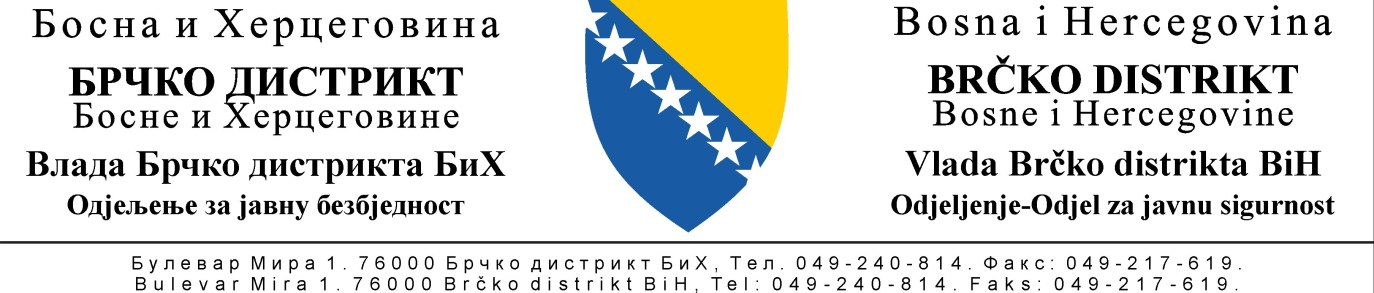 Босна и Херцеговина
БРЧКО ДИСТРИКТ
Босне и Херцеговине
Влада Брчко дистрикта БиХ
Одјељење за јавну безбједност
Bosna i Hercegovina
BRČKO DISTRIKT
Bosne i Hercegovine
Vlada Brčko distrikta BiH
Odjeljenje-Odjel za javnu sigurnost
Булевар Мира 1. 76000 Брчко дистрикт БиХ, Тел. 049-240-814. Факс: 049-217-619.
Bulevar Mira 1. 76000 Brčko distrikt BiH, Tel: 049-240-814. Faks: 049-217-619.